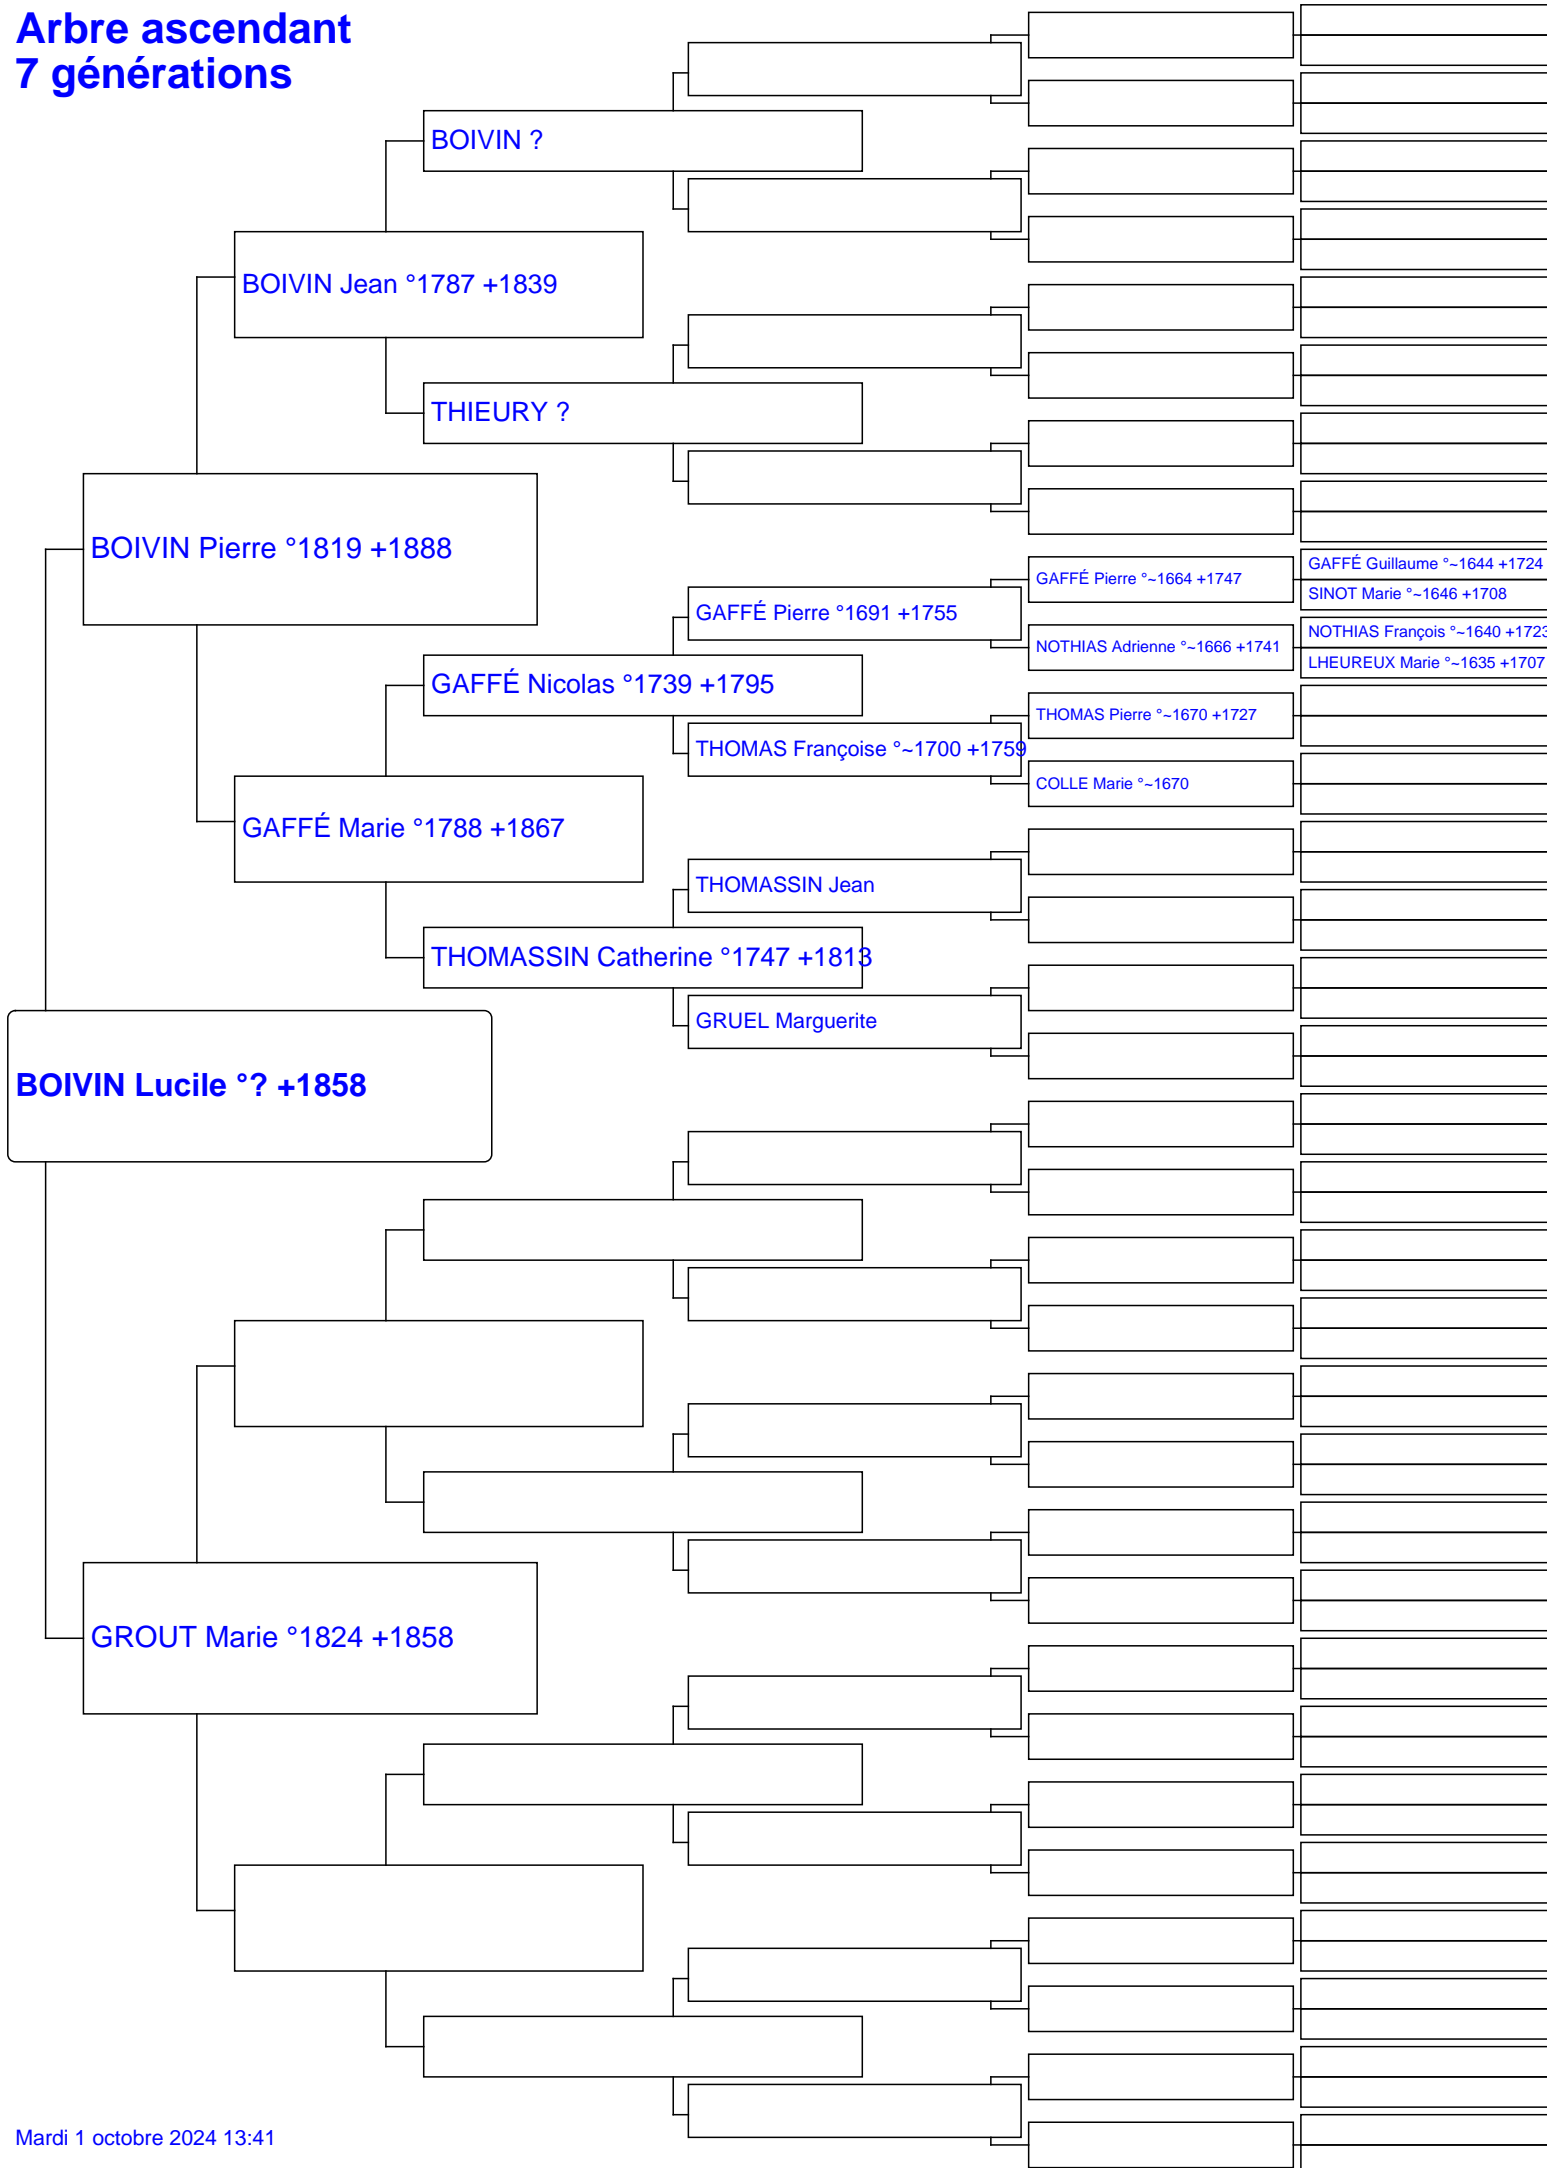 Arbre ascendant
7 générations
BOIVIN ?
BOIVIN Jean °1787 +1839
THIEURY ?
BOIVIN Pierre °1819 +1888
GAFFÉ Pierre °~1664 +1747
GAFFÉ Guillaume °~1644 +1724
SINOT Marie °~1646 +1708
GAFFÉ Pierre °1691 +1755
NOTHIAS Adrienne °~1666 +1741
NOTHIAS François °~1640 +1723
LHEUREUX Marie °~1635 +1707
GAFFÉ Nicolas °1739 +1795
THOMAS Pierre °~1670 +1727
THOMAS Françoise °~1700 +1759
COLLE Marie °~1670
GAFFÉ Marie °1788 +1867
THOMASSIN Jean
THOMASSIN Catherine °1747 +1813
GRUEL Marguerite
BOIVIN Lucile °? +1858
GROUT Marie °1824 +1858
Mardi 1 octobre 2024 13:41